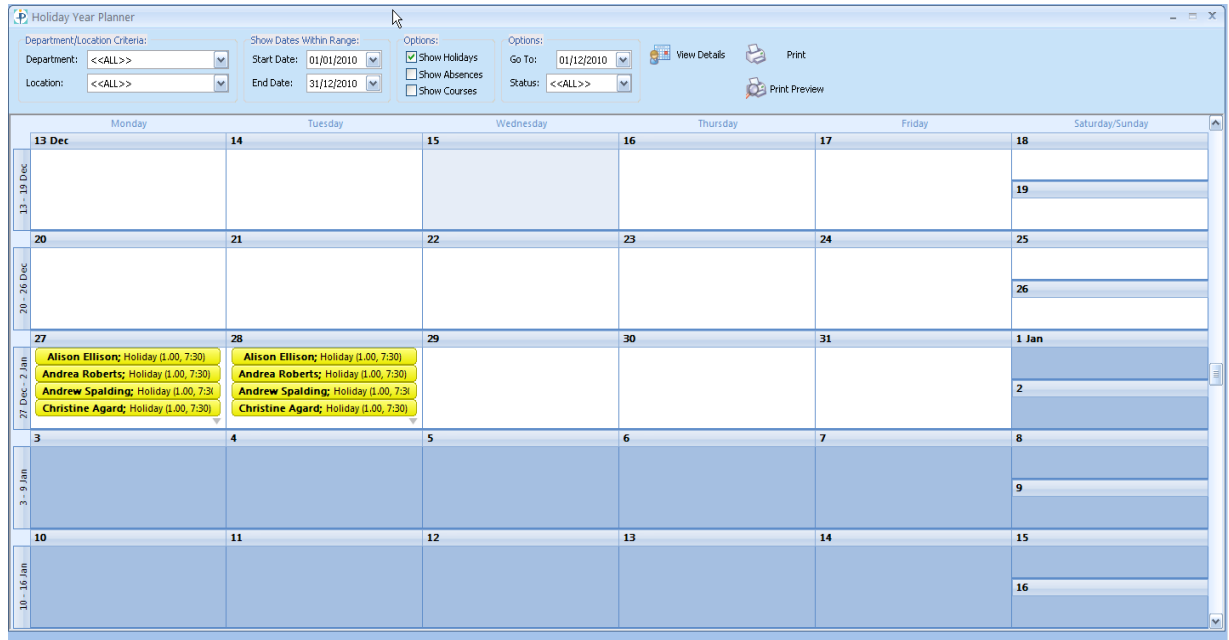 Holiday Year Planner
Department/Location Criteria: Show Dates Within Range: Options: Options:
Department: <<ALL>> Start Date: 01/01/2010 Show Holidays Go To: 01/12/2010 View Details Print
Show Absences
Location: <<ALL>> End Date: 31/12/2010 Show Courses Status: <<ALL>> Print Preview
Monday Tuesday Wednesday Thursday Friday Saturday/Sunday
13 Dec 14 15 16 17 18
13 - 19 Dec
19
20 21 22 23 24 25
20 - 26 Dec
26
27 28 29 30 31 1 Jan
27 Dec - 2 Jan
Alison Ellison; Holiday (1.00, 7:30) Alison Ellison; Holiday (1.00, 7:30)
Andrea Roberts; Holiday (1.00, 7:30) Andrea Roberts; Holiday (1.00, 7:30)
2
Andrew Spalding; Holiday (1.00, 7:3( Andrew Spalding; Holiday (1.00, 7:3(
Christine Agard; Holiday (1.00, 7:30) Christine Agard; Holiday (1.00, 7:30)
3 4 5 6 7 8
3 - 9 Jan
9
10 11 12 13 14 15
10 - 16 Jan
16